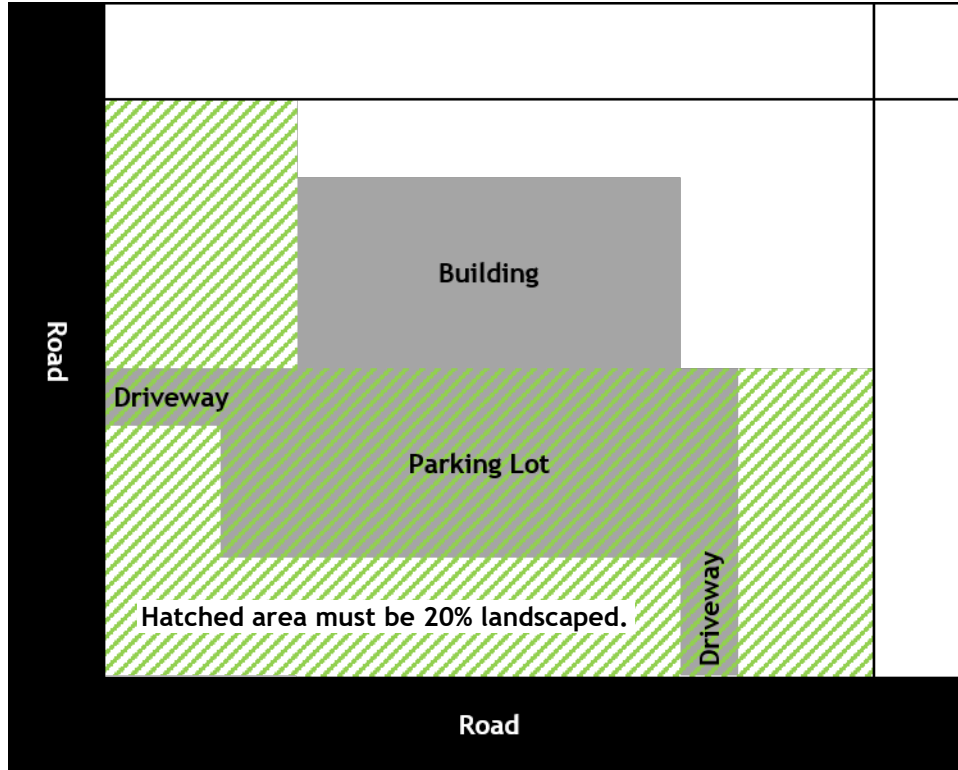 Building
Road
Driveway
Parking Lot
Driveway
Hatched area must be 20% landscaped.
Road